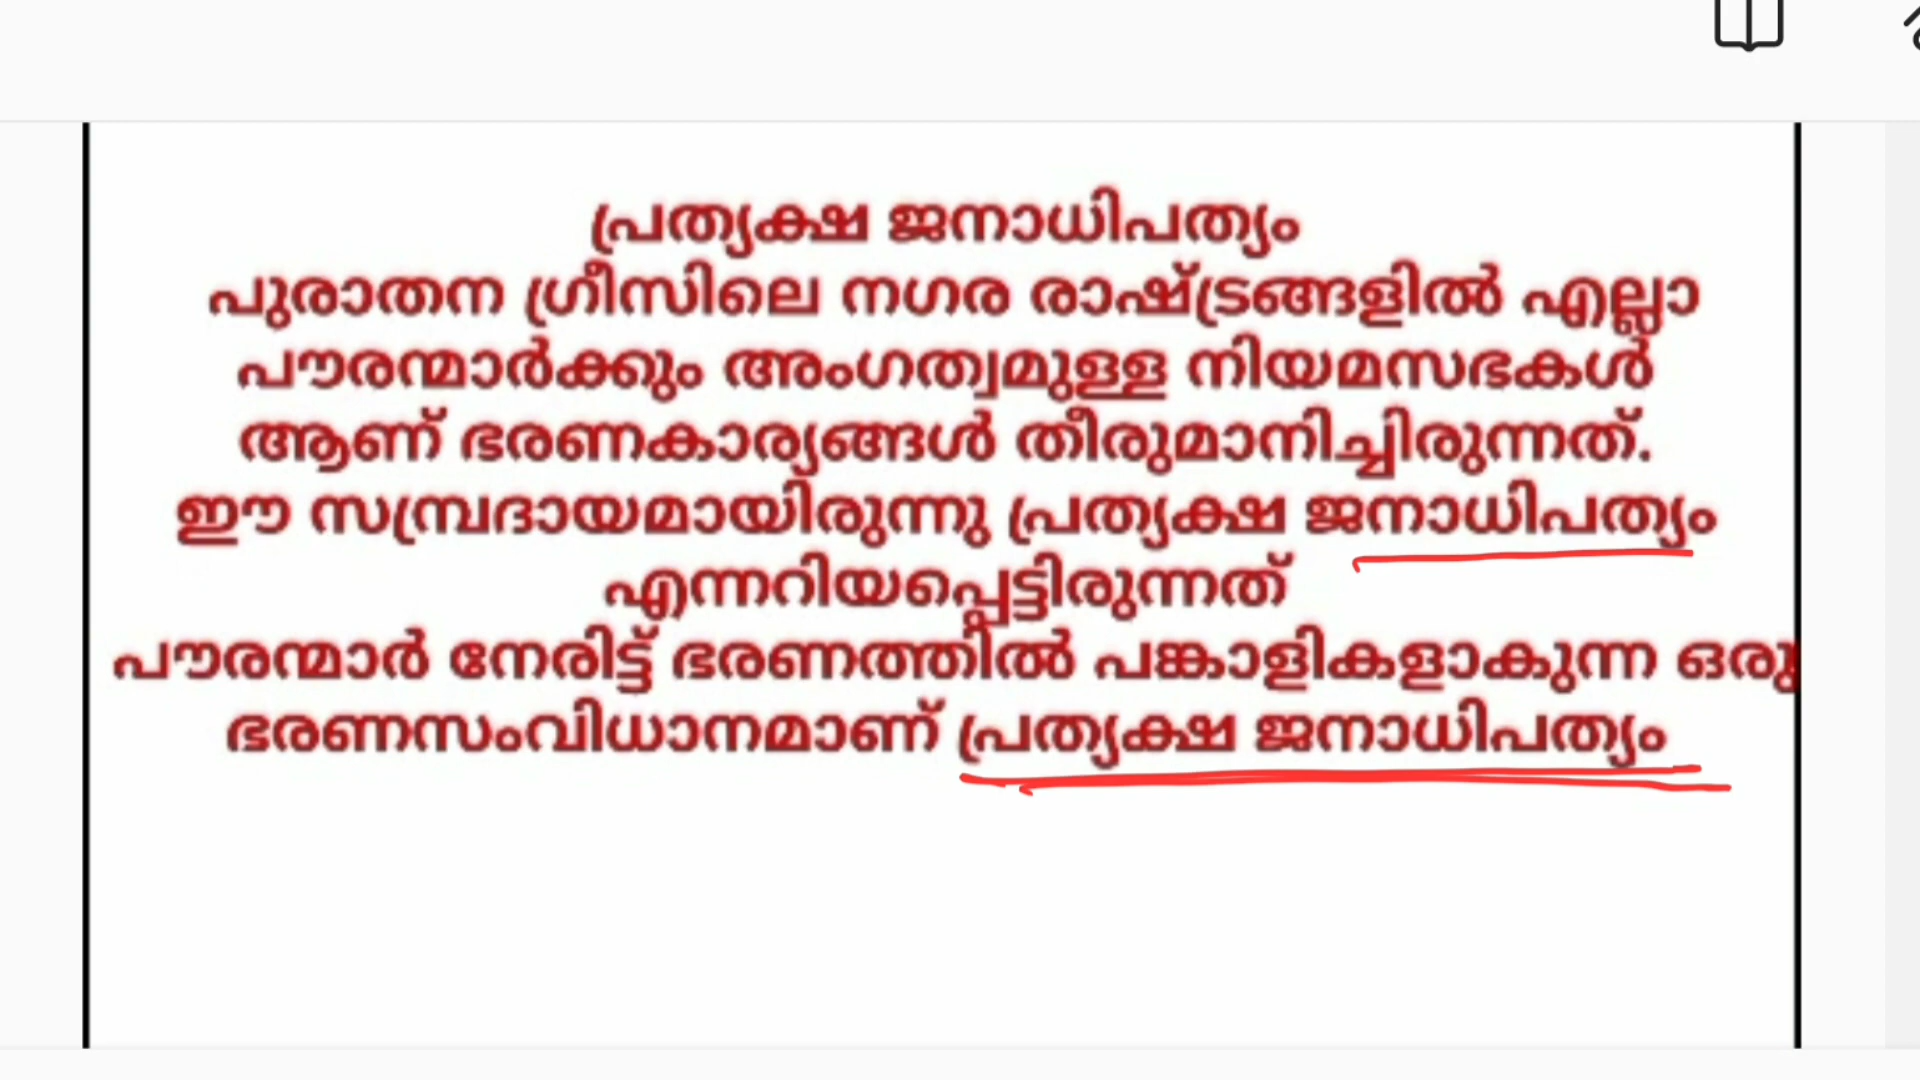 പ്രത്യക്ഷ ജനാധിപത്യം
പുരാതന ഗ്രീസിലെ നഗര രാഷ്ട്രങ്ങളിൽ എല്ലാ
പൗരന്മാർക്കും അംഗത്വമുള്ള നിയമസഭകൾ
ആണ് ഭരണകാര്യങ്ങൾ തീരുമാനിച്ചിരുന്നത്.
ഈ സമ്പ്രദായമായിരുന്നു പ്രത്യക്ഷ ജനാധിപത്യം
എന്നറിയപ്പെട്ടിരുന്നത്
പൗരന്മാർ നേരിട്ട് ഭരണത്തിൽ പങ്കാളികളാകുന്ന ഒരു
ഭരണസംവിധാനമാണ് പ്രത്യക്ഷ ജനാധിപത്യം